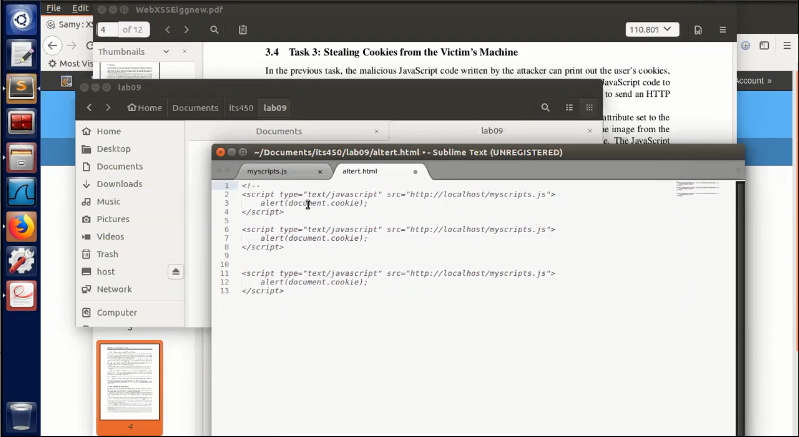 WebXSSElggnew.pdf
File Edit
4 of 12
110.80%
Samy : X
Thumbnails
3.4 Task 3: Stealing Cookies from the Victim's Machine
Most Vis
In the previous task, the malicious JavaScript code written by the attacker can print out the user's cookies,
JavaScript code to
Account »
to send an HTTP
lab09
Home Documents its450 lab09
attribute set to the
he image from the
The JavaScript
Home
Documents × lab09 ×
Desktop
Documents
Downloads
Music
Pictures
Videos
Trash
host
Network
Computer
~/Documents/its450/lab09/altert.html • - Sublime Text (UNREGISTERED)
myscripts.js × altert.html
1 <!--
2 <script type="text/javascript" src="http://localhost/myscripts.js">
3 alert(document.cookie);
4 </script>
5
6 <script type="text/javascript" src="http://localhost/myscripts.js">
7 alert(document.cookie);
8 </script>
9
10
11 <script type="text/javascript" src="http://localhost/myscripts.js">
12 alert(document.cookie);
13 </script>
4